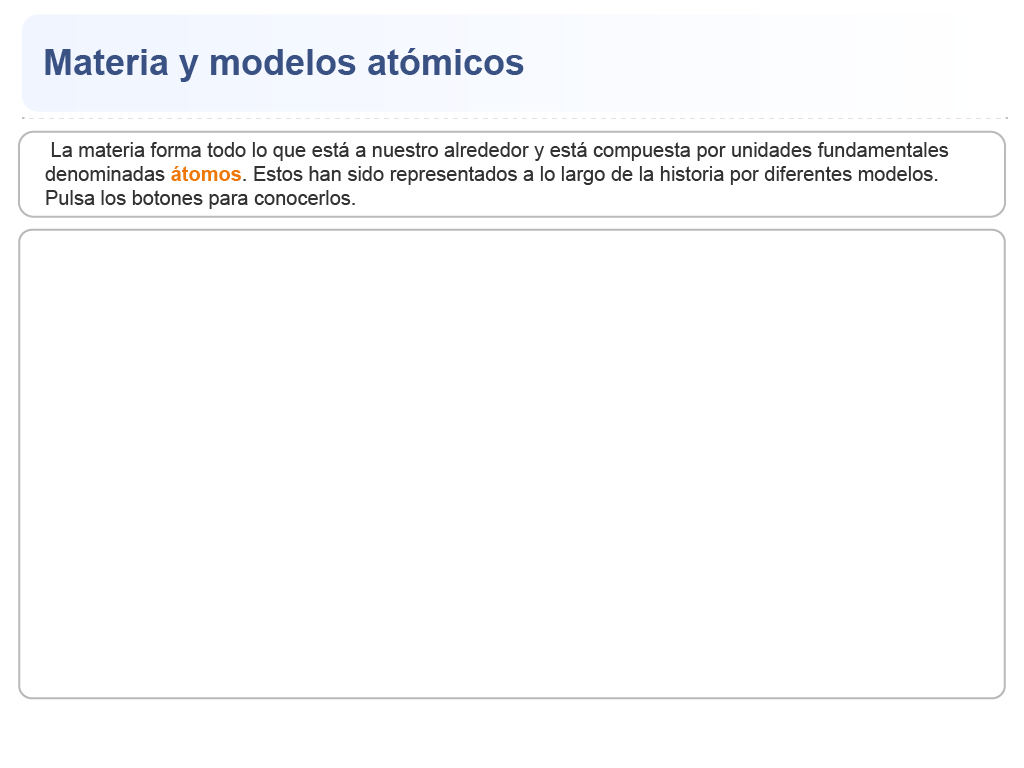 Materia y modelos atómicos
La materia forma todo lo que está a nuestro alrededor y está compuesta por unidades fundamentales
denominadas átomos. Estos han sido representados a lo largo de la historia por diferentes modelos.
Pulsa los botones para conocerlos.